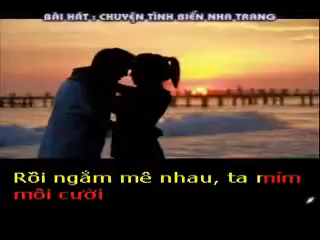 BÀI HÁT : CHUYỆN TÌNH BIỂN NHA TRANG
Rồi ngắm mê nhau, ta mỉm
môi cười